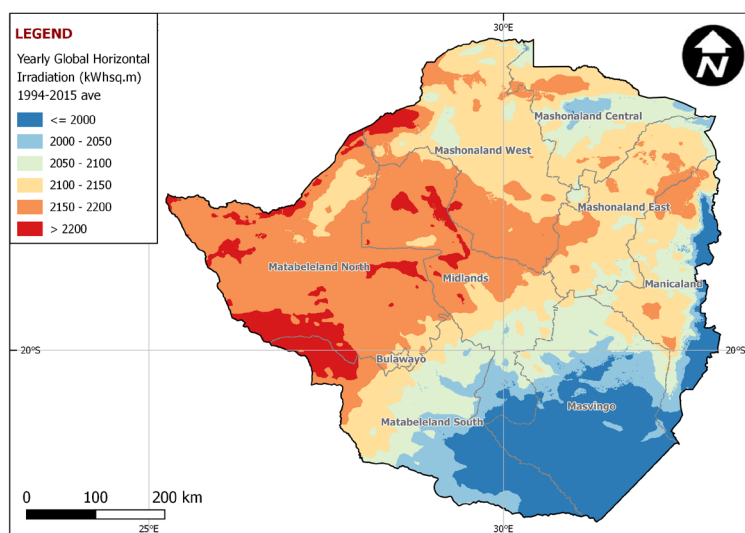 LEGEND
Yearly Global Horizontal
Irradiation (kWhsq.m)
1994-2015 ave
<= 2000
2000 - 2050
2050 - 2100
2100 - 2150
2150 - 2200
> 2200
30°E
N
Mashonaland Central
Mashonaland West
Mashonaland East
Matabeleland North
Midlands
Manicaland
20°S
20°S
Bulawayo
Masvingo
Matabeleland South
0 100 200 km
25°E
30°E